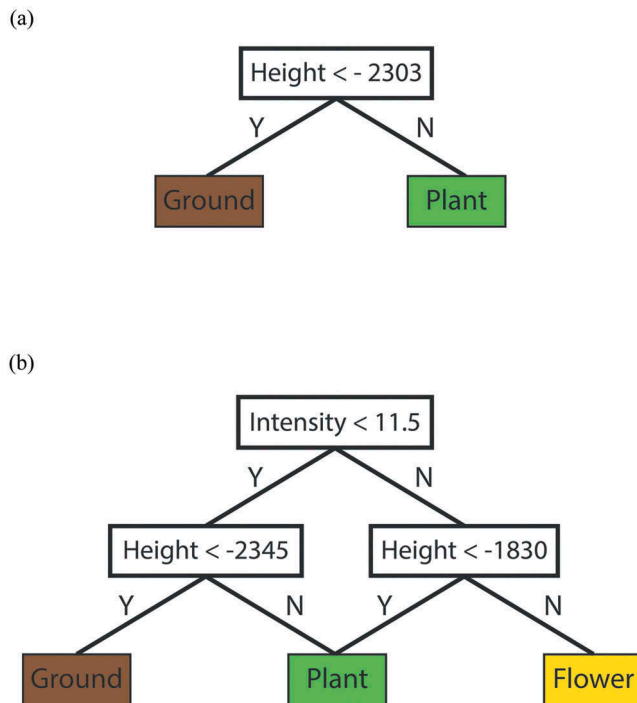 (a)
Height < - 2303
Y N
Ground Plant
(b)
Intensity < 11.5
Y N
Height < -2345 Height < -1830
Y N Y N
Ground Plant Flower